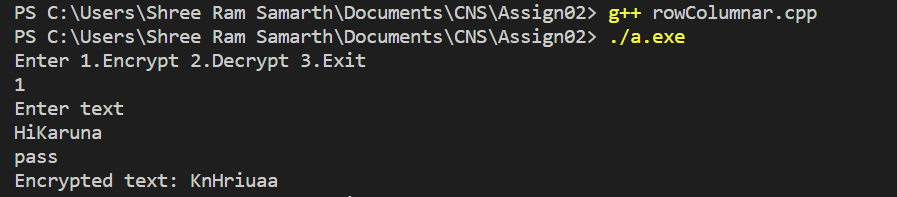 PS C:\Users\Shree Ram Samarth\Documents\CNS\Assign02> g++ rowColumnar.cpp
PS C:\Users\Shree Ram Samarth\Documents\CNS\Assign02> ./a.exe
Enter 1.Encrypt 2.Decrypt 3.Exit
1
Enter text
HiKaruna
pass
Encrypted text: KnHriuaa